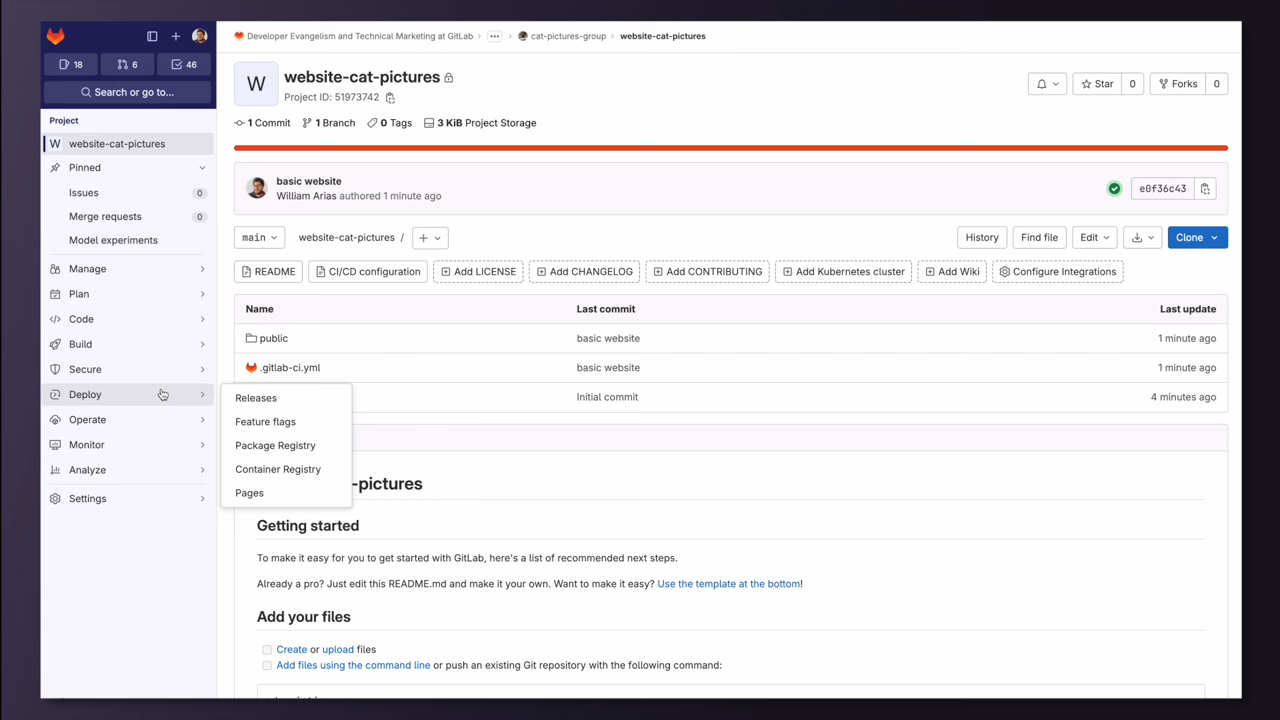 18
6
46
Search or go to...
Project
W website-cat-pictures
Pinned
Issues 0
Merge requests 0
Model experiments
Manage
Plan
Code
Build
Secure
Deploy
Operate
Monitor
Analyze
Settings
Releases
Feature flags
Package Registry
Container Registry
Pages
Developer Evangelism and Technical Marketing at GitLab › ... › cat-pictures-group › website-cat-pictures
W
website-cat-pictures
Project ID: 51973742
Star 0
Forks 0
1 Commit 1 Branch 0 Tags 3 KiB Project Storage
basic website
William Arias authored 1 minute ago
e0f36c43
main website-cat-pictures / +
History Find file Edit Clone
README CI/CD configuration Add LICENSE Add CHANGELOG Add CONTRIBUTING Add Kubernetes cluster Add Wiki Configure Integrations
Name Last commit Last update
public basic website 1 minute ago
.gitlab-ci.yml basic website 1 minute ago
Initial commit 4 minutes ago
-pictures
Getting started
To make it easy for you to get started with GitLab, here's a list of recommended next steps.
Already a pro? Just edit this README.md and make it your own. Want to make it easy? Use the template at the bottom!
Add your files
Create or upload files
Add files using the command line or push an existing Git repository with the following command: